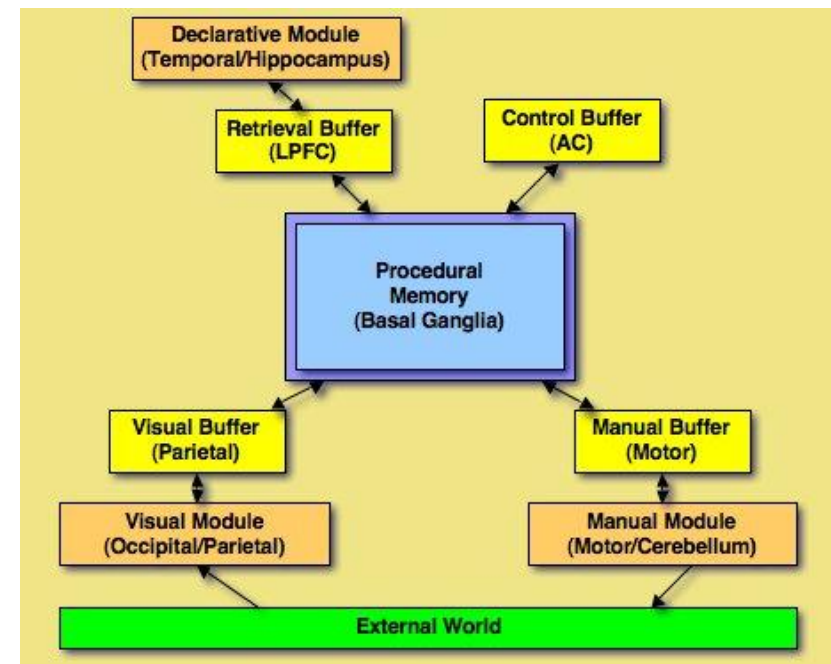 Declarative Module
(Temporal/Hippocampus)
Retrieval Buffer
(LPFC)
Control Buffer
(AC)
Procedural
Memory
(Basal Ganglia)
Visual Buffer
(Parietal)
Manual Buffer
(Motor)
Visual Module
(Occipital/Parietal)
Manual Module
(Motor/Cerebellum)
External World